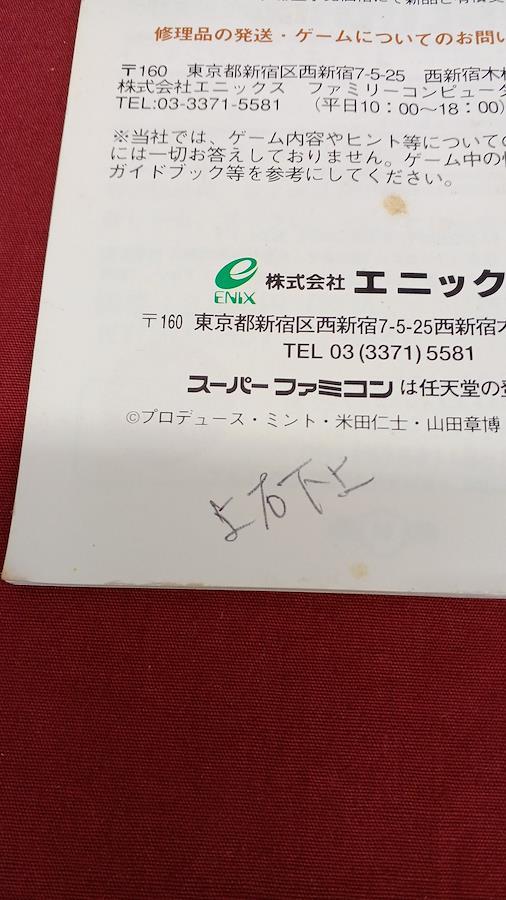 修理品の発送・ゲームについてのお問い
〒160 東京都新宿区西新宿7-5-25 西新宿木
株式会社エニックス ファミリーコンピュータ
TEL:03-3371-5581 (平日10:00~18:00)
※当社では、ゲーム内容やヒント等についての
には一切お答えしておりません。ゲーム中の
ガイドブック等を参考にしてください。
ENIX 株式会社 エニック
〒160 東京都新宿区西新宿7-5-25西新宿木
TEL 03 (3371) 5581
スーパーファミコンは任天堂の
©プロデュース・ミント・米田仁士・山田章博
上右下上